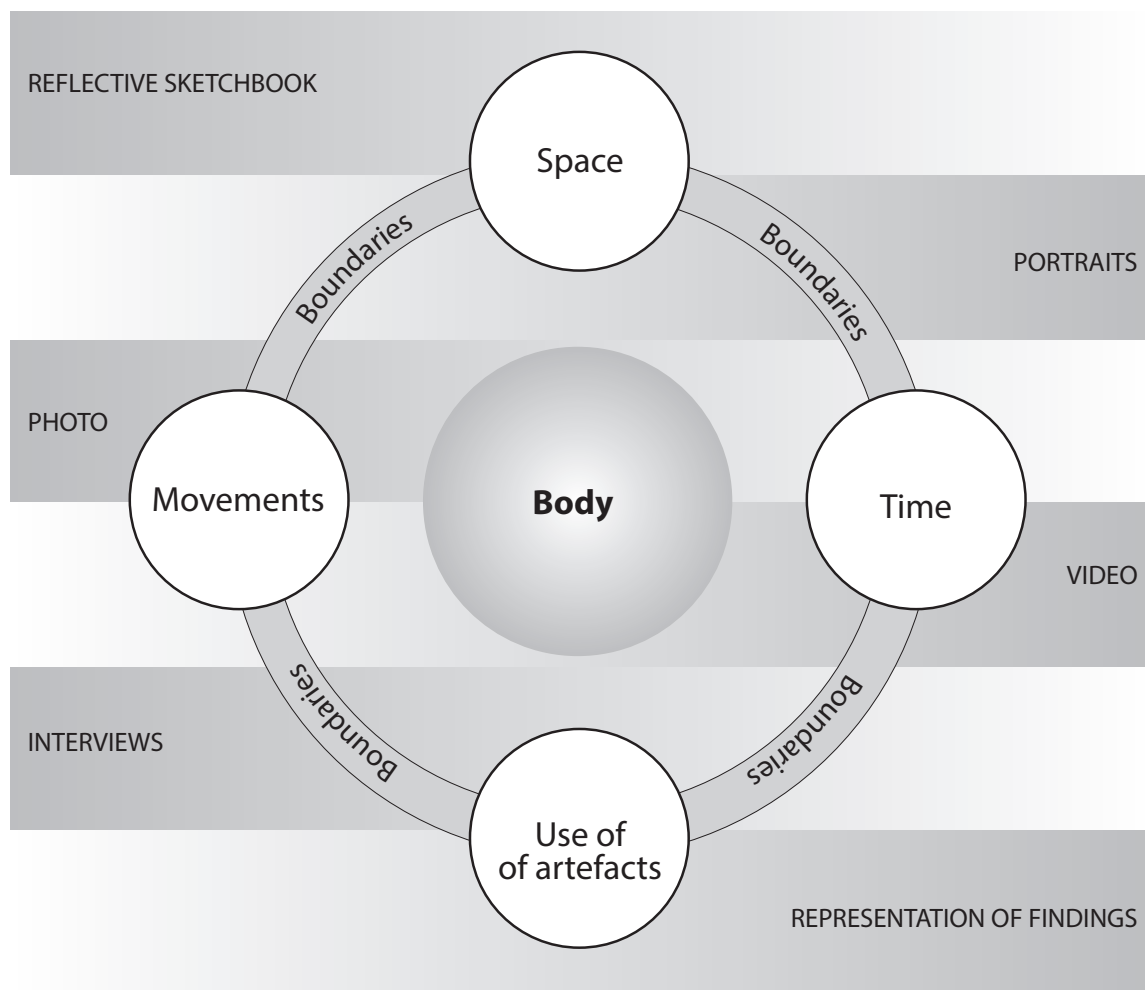 REFLECTIVE SKETCHBOOK
Space
Boundaries
Boundaries
PORTRAITS
PHOTO
Movements
Body
Time
VIDEO
Boundaries
Boundaries
INTERVIEWS
Use of
of artefacts
REPRESENTATION OF FINDINGS